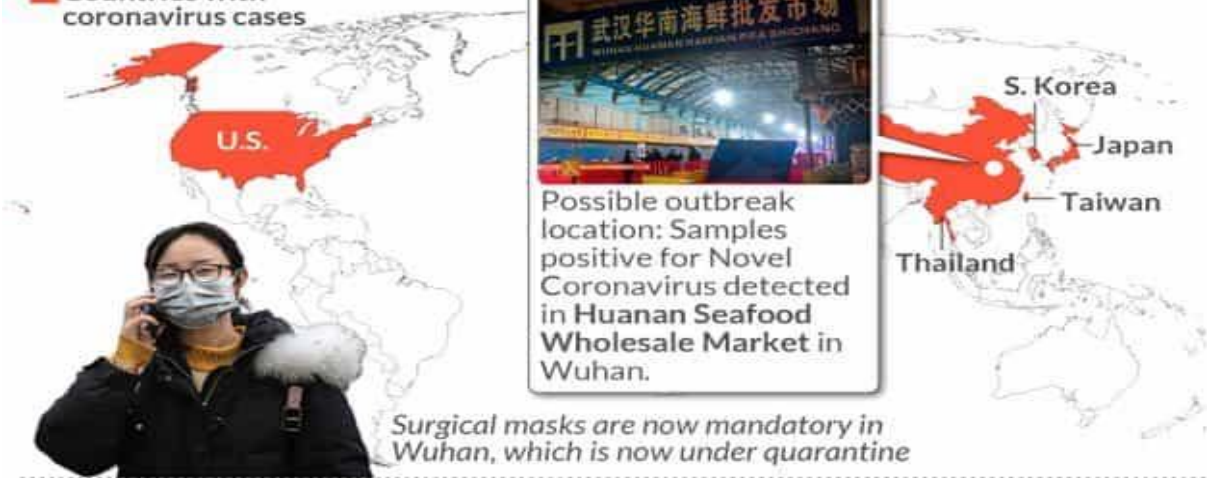 coronavirus cases
武汉华南海鲜批发市场
U.S.
S. Korea
Japan
Taiwan
Thailand
Possible outbreak
location: Samples
positive for Novel
Coronavirus detected
in Huanan Seafood
Wholesale Market in
Wuhan.
Surgical masks are now mandatory in
Wuhan, which is now under quarantine